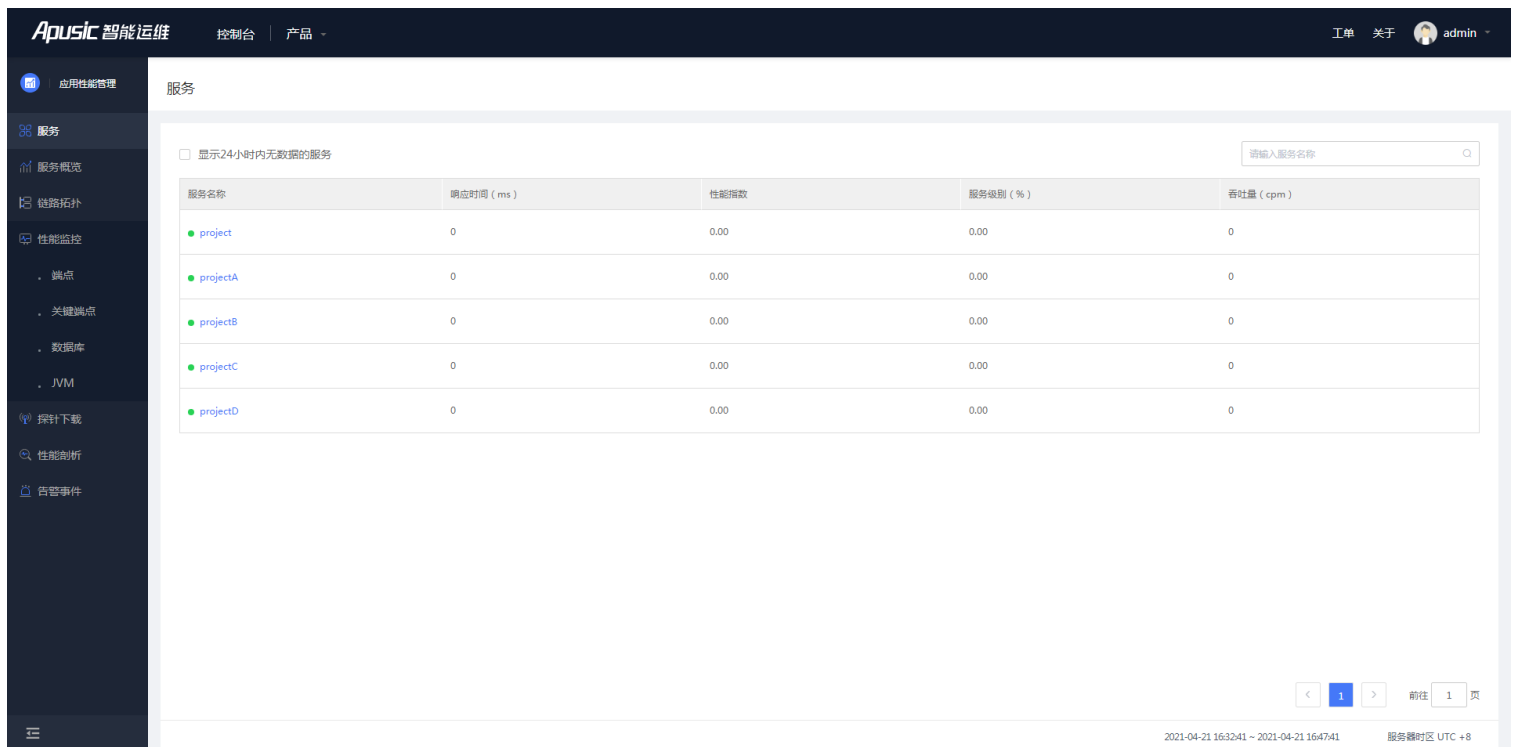 Apusic 智能运维 控制台 产品 工单 关于 admin
应用性能管理
服务
服务
服务概览
链路拓扑
性能监控
端点
关键端点
数据库
JVM
探针下载
性能剖析
告警事件
显示24小时内无数据的服务 请输入服务名称
服务名称 响应时间 ( ms ) 性能指数 服务级别 ( % ) 吞吐量 ( cpm )
project 0 0.00 0.00 0
projectA 0 0.00 0.00 0
projectB 0 0.00 0.00 0
projectC 0 0.00 0.00 0
projectD 0 0.00 0.00 0
< 1 > 前往 1 页
2021-04-21 16:32:41 ~ 2021-04-21 16:47:41 服务器时区 UTC +8